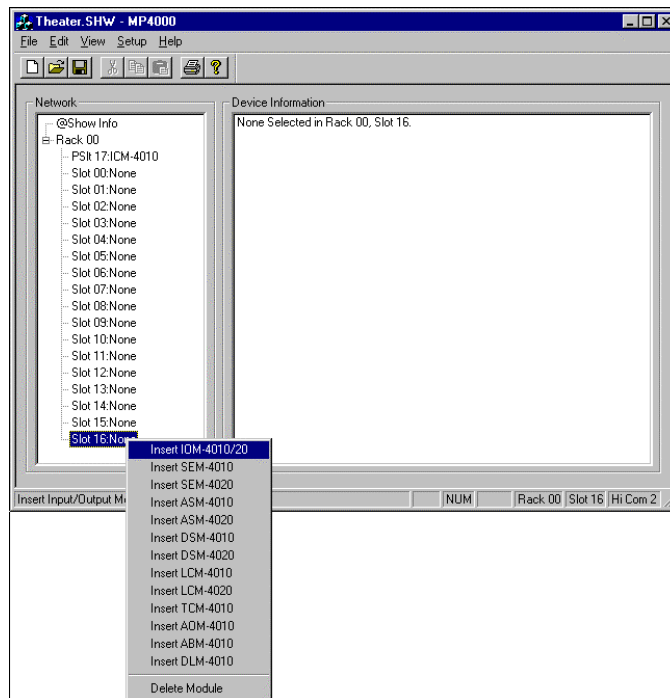 Theater.SHW - MP4000
File Edit View Setup Help
Network
@Show Info
Rack 00
PSlt 17:ICM-4010
Slot 00:None
Slot 01:None
Slot 02:None
Slot 03:None
Slot 04:None
Slot 05:None
Slot 06:None
Slot 07:None
Slot 08:None
Slot 09:None
Slot 10:None
Slot 11:None
Slot 12:None
Slot 13:None
Slot 14:None
Slot 15:None
Slot 16:None
Device Information
None Selected in Rack 00, Slot 16.
Insert IOM-4010/20
Insert SEM-4010
Insert SEM-4020
Insert ASM-4010
Insert ASM-4020
Insert DSM-4010
Insert DSM-4020
Insert LCM-4010
Insert LCM-4020
Insert TCM-4010
Insert AOM-4010
Insert ABM-4010
Insert DLM-4010
Delete Module
Insert Input/Output M
NUM Rack 00 Slot 16 Hi Com 2